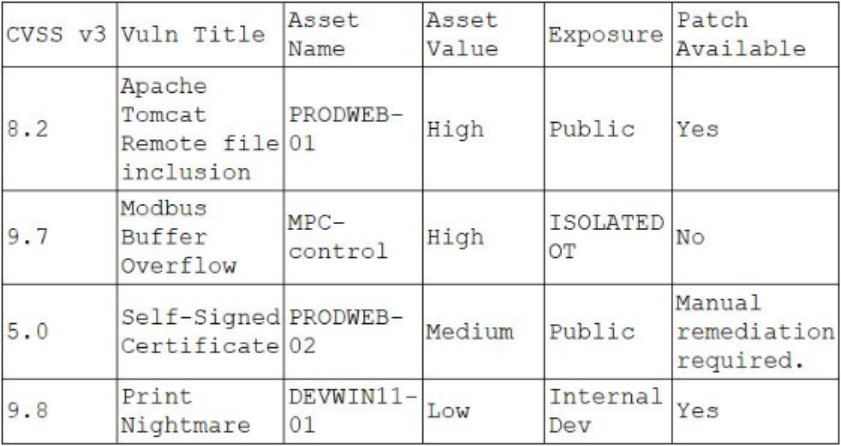 CVSS v3 Vuln Title Asset Name Asset Value Exposure Patch Available
8.2 Apache Tomcat Remote file inclusion PRODWEB-01 High Public Yes
9.7 Modbus Buffer Overflow MPC-control High ISOLATED OT No
5.0 Self-Signed Certificate PRODWEB-02 Medium Public Manual remediation required.
9.8 Print Nightmare DEVWIN11-01 Low Internal Dev Yes